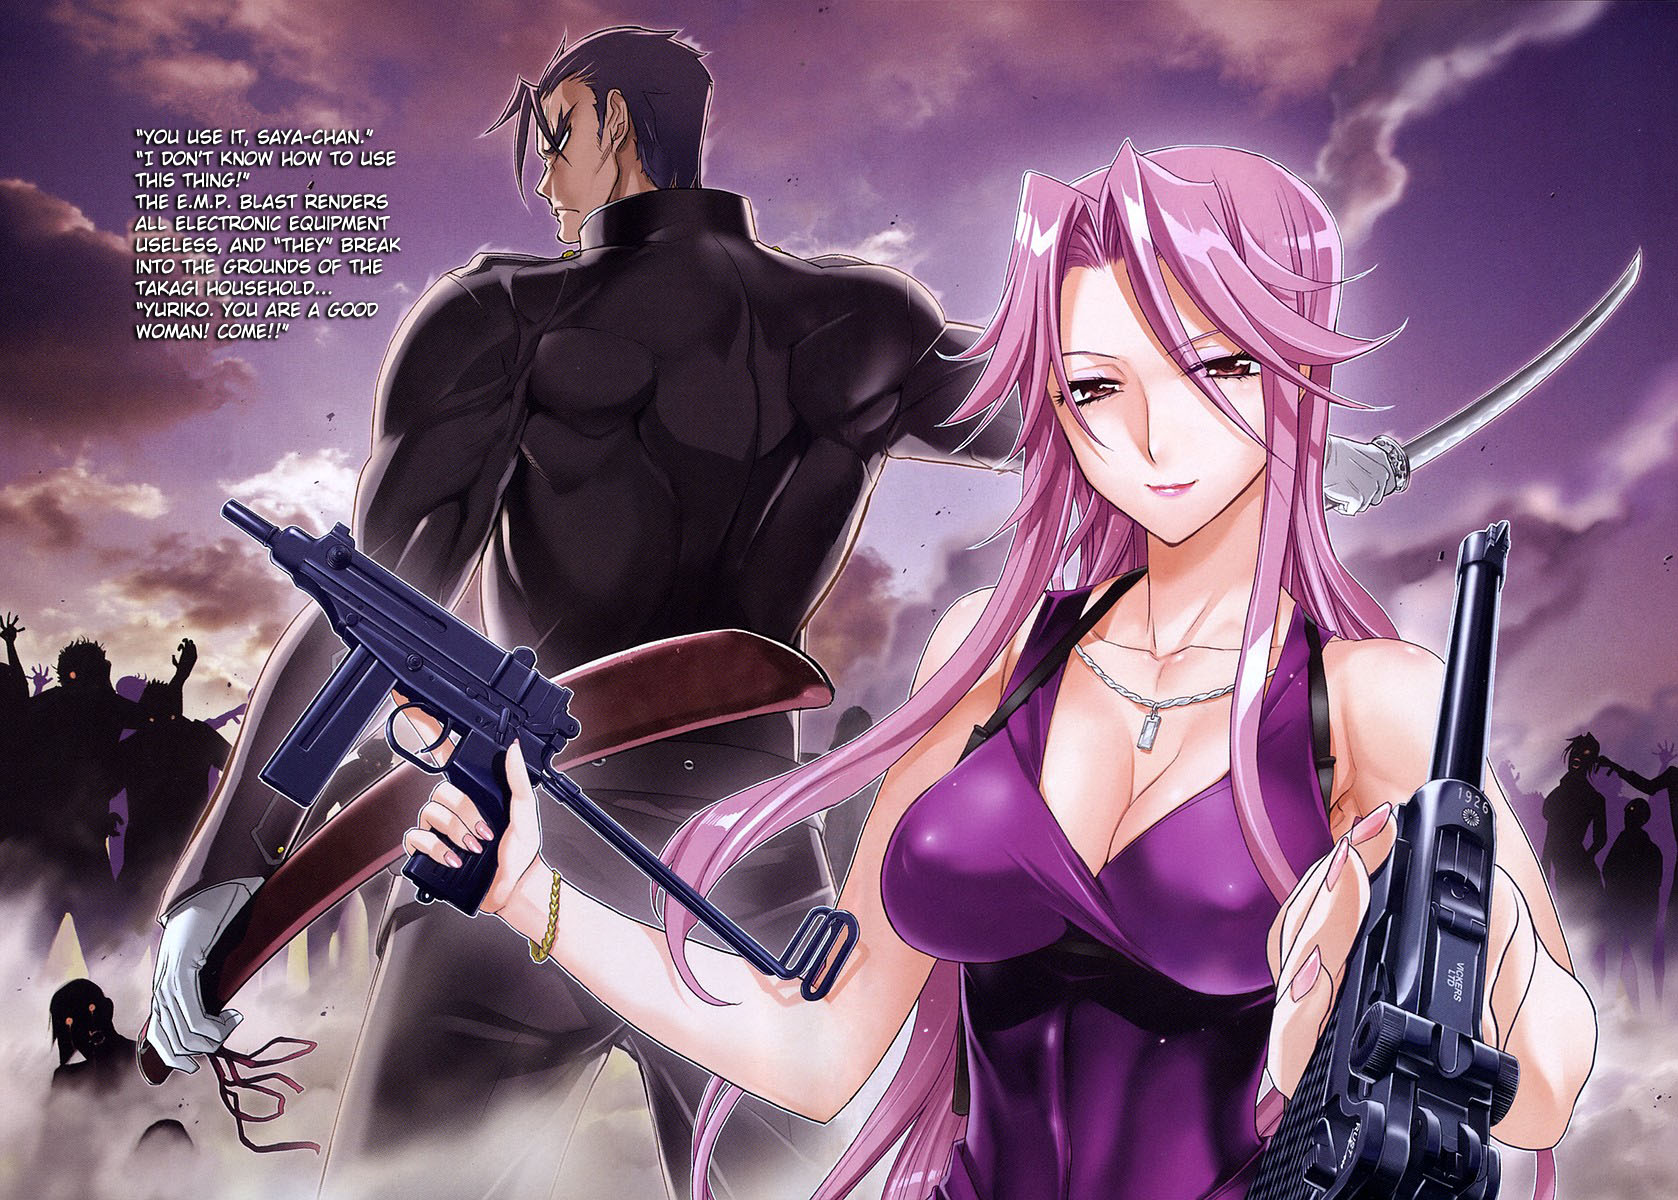 "YOU USE IT, SAYA-CHAN."
"I DON'T KNOW HOW TO USE
THIS THING!"
THE E.M.P. BLAST RENDERS
ALL ELECTRONIC EQUIPMENT
USELESS, AND "THEY" BREAK
INTO THE GROUNDS OF THE
TAKAGI HOUSEHOLD...
"YURIKO. YOU ARE A GOOD
WOMAN! COME!!"
1926
VICKERS
LTD